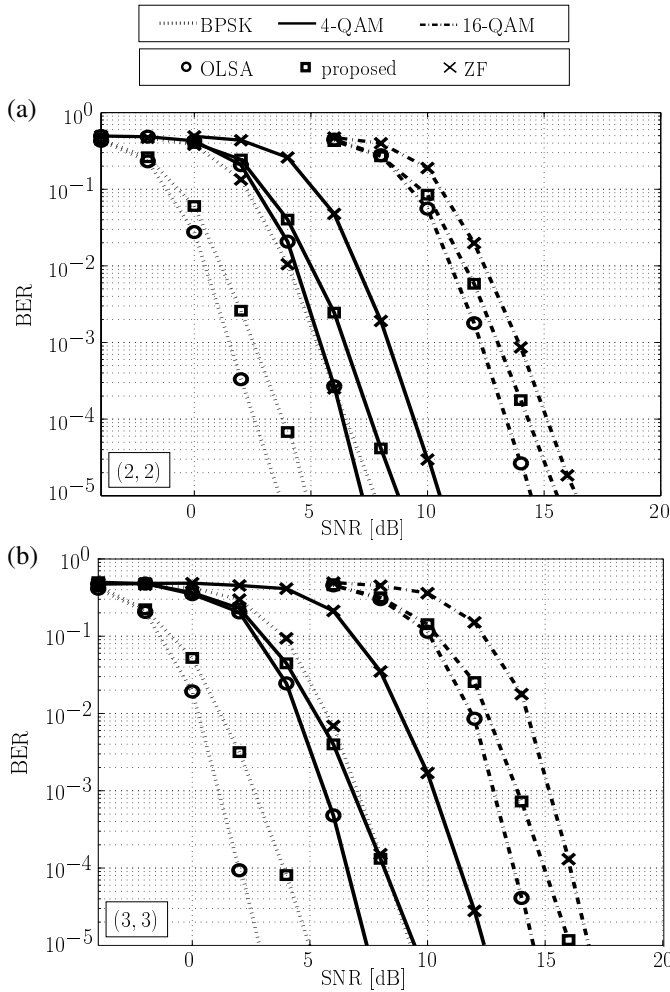 BPSK 4-QAM 16-QAM
OLSA proposed ZF
(a)
10^0
10^-1
10^-2
10^-3
10^-4
10^-5
BER
(2, 2)
0 5 10 15 20
SNR [dB]
(b)
10^0
10^-1
10^-2
10^-3
10^-4
10^-5
BER
(3, 3)
0 5 10 15 20
SNR [dB]